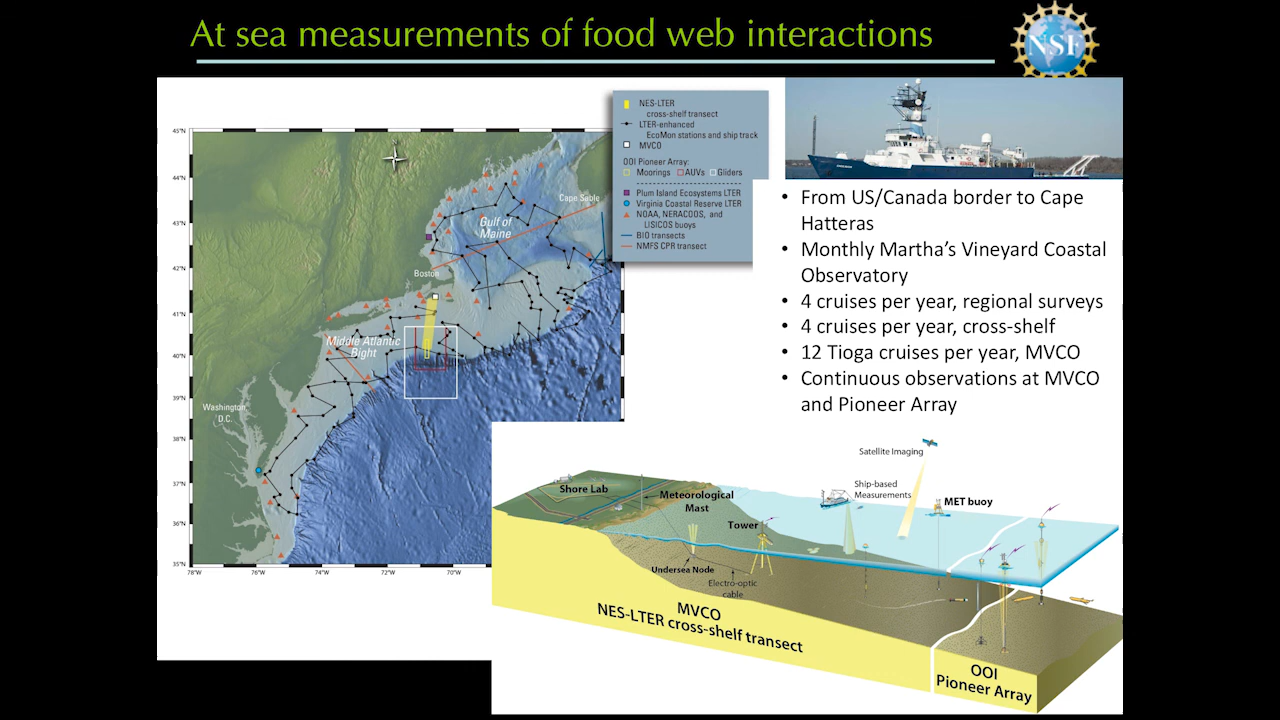 At sea measurements of food web interactions
NSF
NES-LTER
cross-shelf transect
LTER-enhanced
EcoMon stations and ship track
MVCO
OOI Pioneer Array:
Moorings AUVs Gliders
Plum Island Ecosystems LTER
Virginia Coastal Reserve LTER
NOAA, NERACOOS, and
LISICOS buoys
BIO transects
NMFS CPR transect
45°N
44°N
43°N
42°N
41°N
40°N
39°N
38°N
37°N
36°N
35°N
78°W 76°W 74°W 72°W 70°W
Cape Sable
Gulf of
Maine
Boston
Middle Atlantic
Bight
Washington,
D.C.
• From US/Canada border to Cape
Hatteras
• Monthly Martha's Vineyard Coastal
Observatory
• 4 cruises per year, regional surveys
• 4 cruises per year, cross-shelf
• 12 Tioga cruises per year, MVCO
• Continuous observations at MVCO
and Pioneer Array
Satellite Imaging
Ship-based
Measurements
MET buoy
Shore Lab
Meteorological
Mast
Tower
Undersea Node
Electro-optic
cable
MVCO
NES-LTER cross-shelf transect
OOI
Pioneer Array